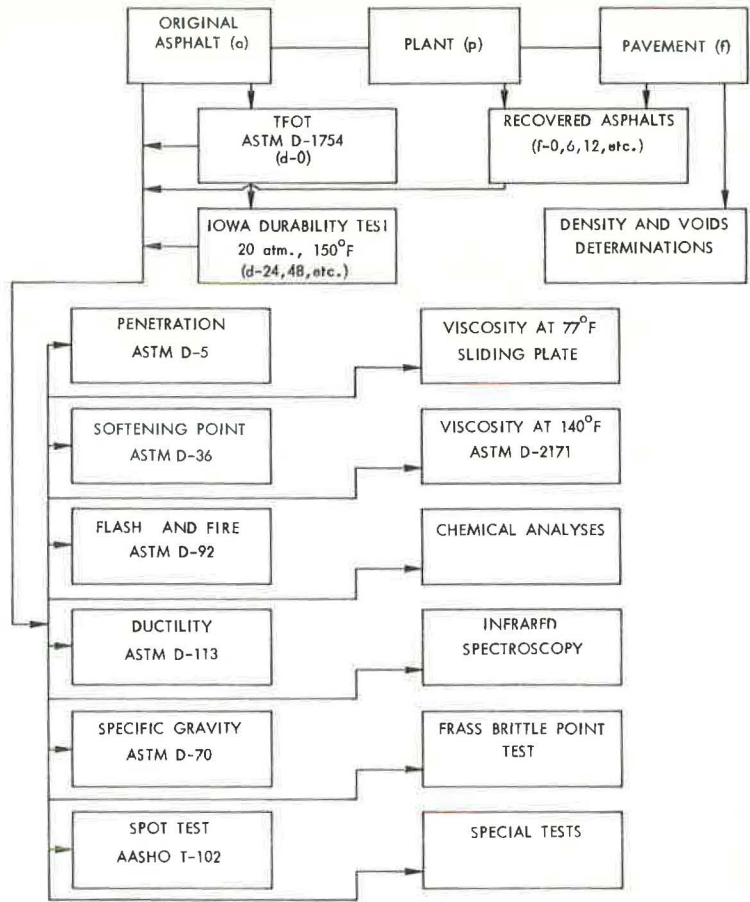 ORIGINAL
ASPHALT (a)
PLANT (p)
PAVEMENT (f)
TFOT
ASTM D-1754
(d-0)
RECOVERED ASPHALTS
(f-0,6,12,etc.)
IOWA DURABILITY TEST
20 atm., 150°F
(d-24,48,etc.)
DENSITY AND VOIDS
DETERMINATIONS
PENETRATION
ASTM D-5
VISCOSITY AT 77°F
SLIDING PLATE
SOFTENING POINT
ASTM D-36
VISCOSITY AT 140°F
ASTM D-2171
FLASH AND FIRE
ASTM D-92
CHEMICAL ANALYSES
DUCTILITY
ASTM D-113
INFRARED
SPECTROSCOPY
SPECIFIC GRAVITY
ASTM D-70
FRASS BRITTLE POINT
TEST
SPOT TEST
AASHO T-102
SPECIAL TESTS